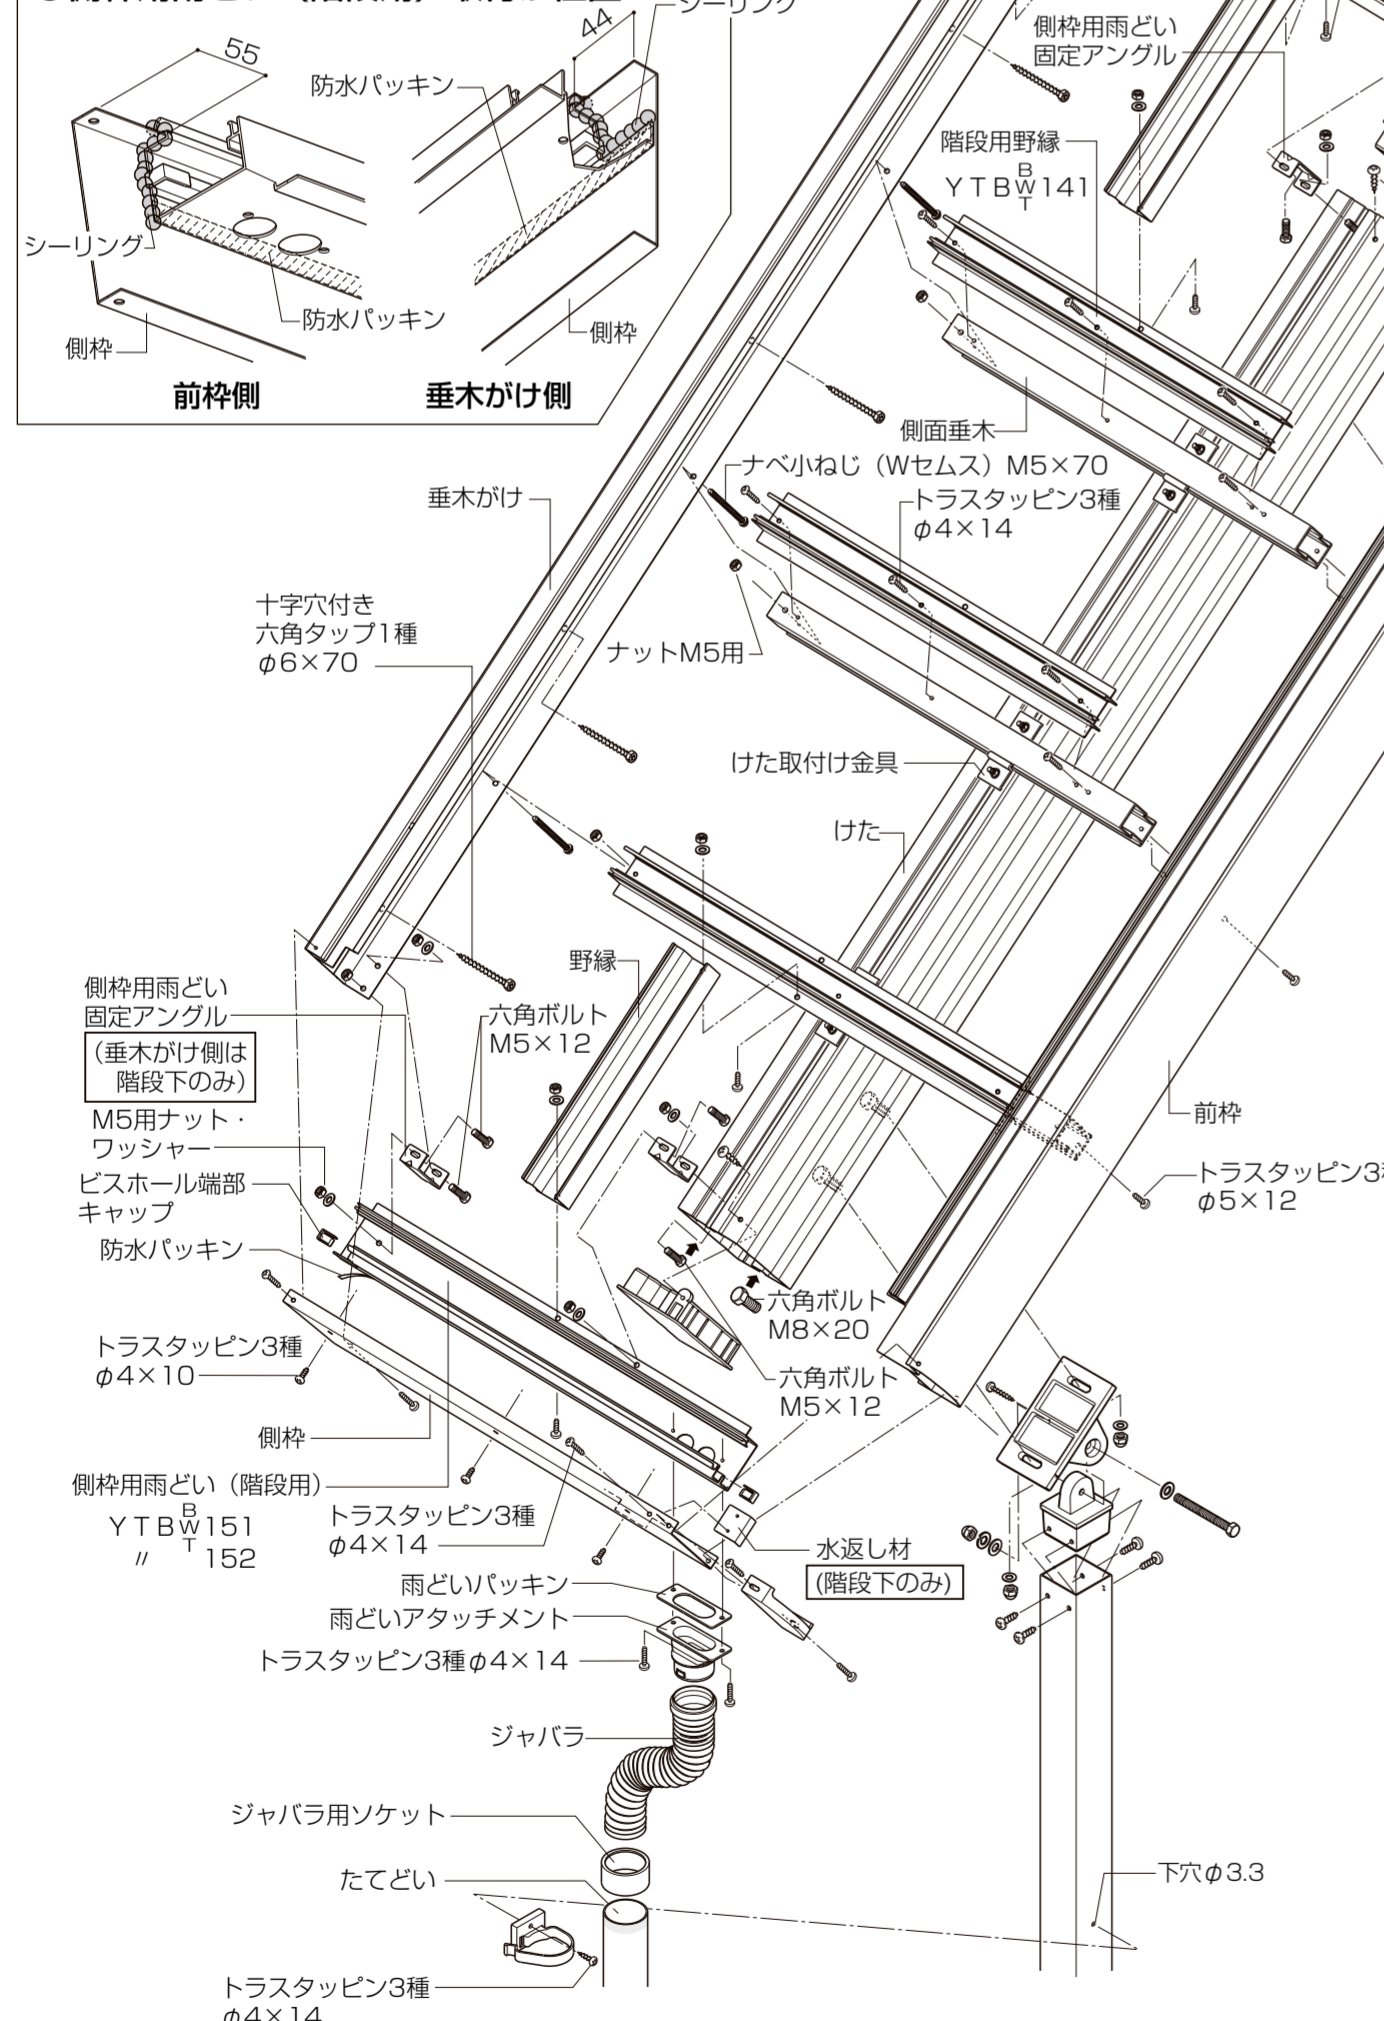 シーリング
55
44
防水パッキン
シーリング
防水パッキン
側枠
側枠
前枠側
垂木がけ側
側枠用雨どい
固定アングル
階段用野縁
YTB B W T 141
側面垂木
ナベ小ねじ（Wセムス）M5×70
トラスタッピン3種
φ4×14
垂木がけ
十字穴付き
六角タップ1種
φ6×70
ナットM5用
けた取付け金具
けた
野縁
側枠用雨どい
固定アングル
(垂木がけ側は
階段下のみ)
六角ボルト
M5×12
M5用ナット・
ワッシャー
ビスホール端部
キャップ
防水パッキン
前枠
トラスタッピン3
φ5×12
六角ボルト
M8×20
六角ボルト
M5×12
トラスタッピン3種
φ4×10
側枠
側枠用雨どい（階段用）
YTB B W T 151
〃 152
トラスタッピン3種
φ4×14
水返し材
(階段下のみ)
雨どいパッキン
雨どいアタッチメント
トラスタッピン3種φ4×14
ジャバラ
ジャバラ用ソケット
たてどい
下穴φ3.3
トラスタッピン3種
φ4×14